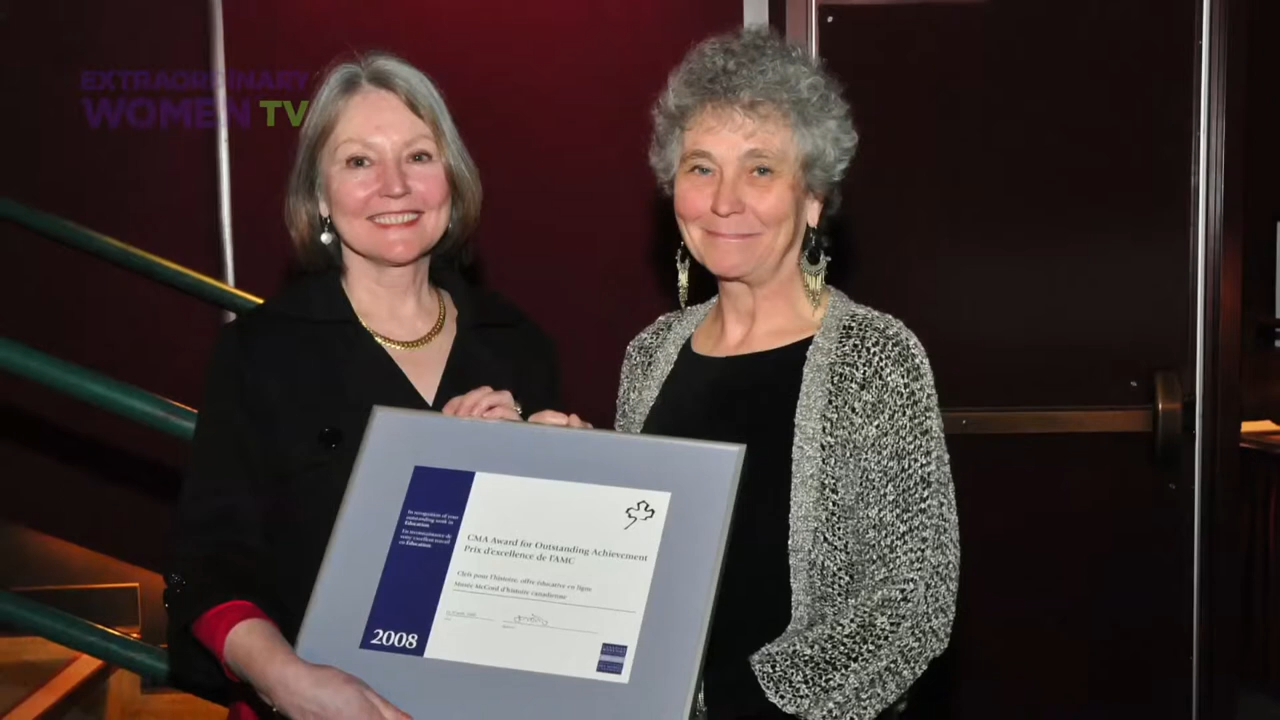 EXTRAORDINARY
WOMEN TV
In recognition of your
outstanding work in
Education
En reconnaissance de
votre excellent travail
en Éducation
2008
CMA Award for Outstanding Achievement
Prix d'excellence de l'AMC
Clefs pour l'histoire, offre éducative en ligne
Musée McCord d'histoire canadienne